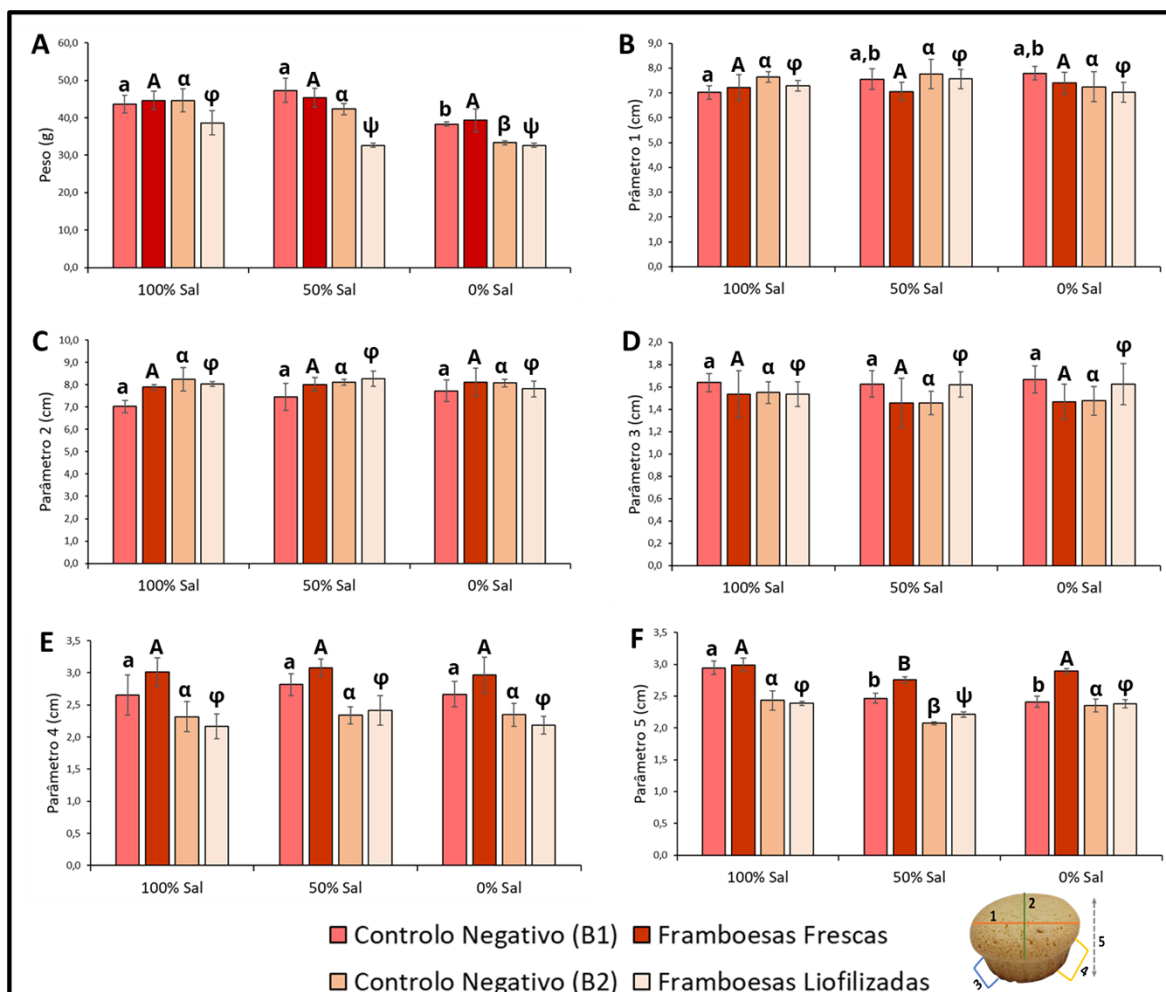 A
Peso (g)
60,0
50,0
40,0
30,0
20,0
10,0
0,0
a A α φ
a A α ψ
b A β ψ
100% Sal 50% Sal 0% Sal
B
Prâmetro 1 (cm)
9,0
8,0
7,0
6,0
5,0
4,0
3,0
2,0
1,0
0,0
a A α φ
a,b A α φ
a,b A α φ
100% Sal 50% Sal 0% Sal
C
Parâmetro 2 (cm)
10,0
9,0
8,0
7,0
6,0
5,0
4,0
3,0
2,0
1,0
0,0
a A α φ
a A α φ
a A α φ
100% Sal 50% Sal 0% Sal
D
Parâmetro 3 (cm)
2,0
1,8
1,6
1,4
1,2
1,0
0,8
0,6
0,4
0,2
0,0
a A α φ
a A α φ
a A α φ
100% Sal 50% Sal 0% Sal
E
Parâmetro 4 (cm)
3,5
3,0
2,5
2,0
1,5
1,0
0,5
0,0
a A α φ
a A α φ
a A α φ
100% Sal 50% Sal 0% Sal
F
Parâmetro 5 (cm)
3,5
3,0
2,5
2,0
1,5
1,0
0,5
0,0
a A α φ
b B β ψ
b A α φ
100% Sal 50% Sal 0% Sal
Controlo Negativo (B1) Framboesas Frescas
Controlo Negativo (B2) Framboesas Liofilizadas
1 2
3 4 5